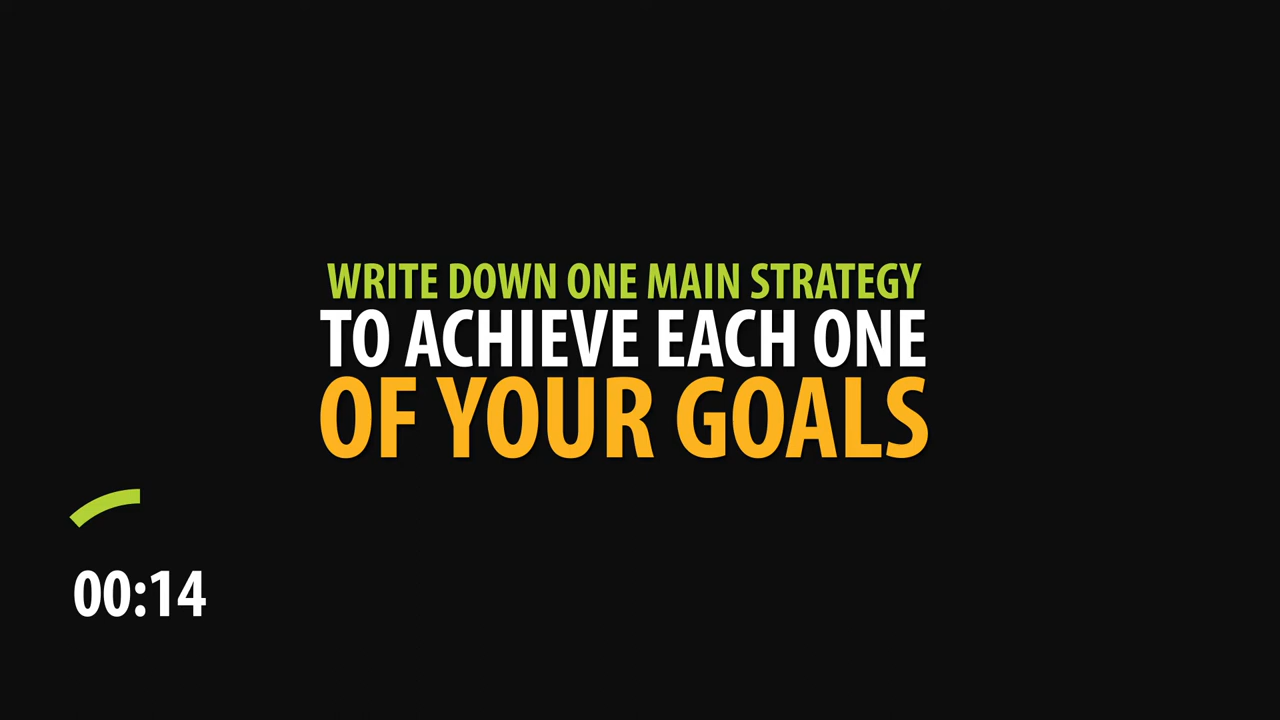 WRITE DOWN ONE MAIN STRATEGY
TO ACHIEVE EACH ONE
OF YOUR GOALS
00:14